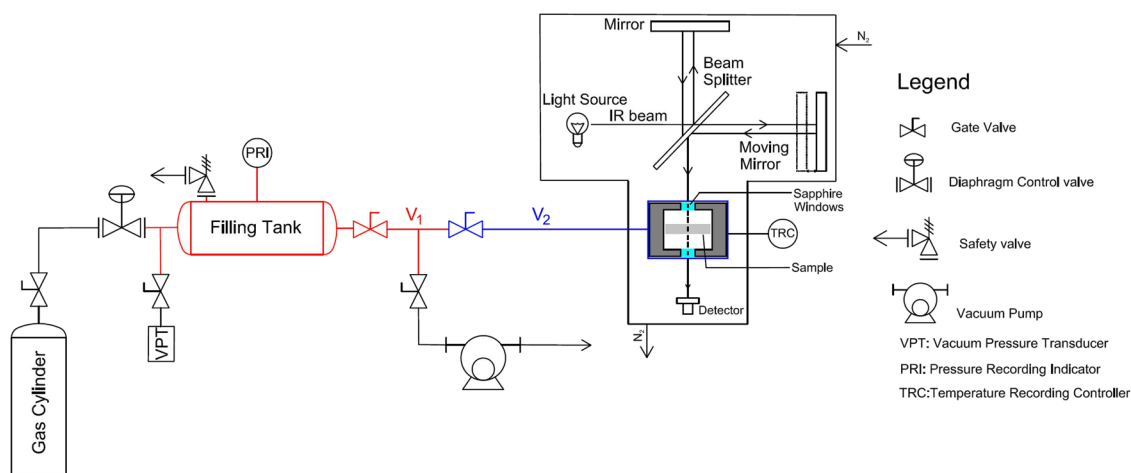 Mirror
N₂
Beam
Splitter
Light Source
IR beam
Moving
Mirror
PRI
Filling Tank
V₁
V₂
Sapphire
Windows
TRC
Sample
Detector
N₂
VPT
Gas Cylinder
Legend
Gate Valve
Diaphragm Control valve
Safety valve
Vacuum Pump
VPT: Vacuum Pressure Transducer
PRI: Pressure Recording Indicator
TRC:Temperature Recording Controller